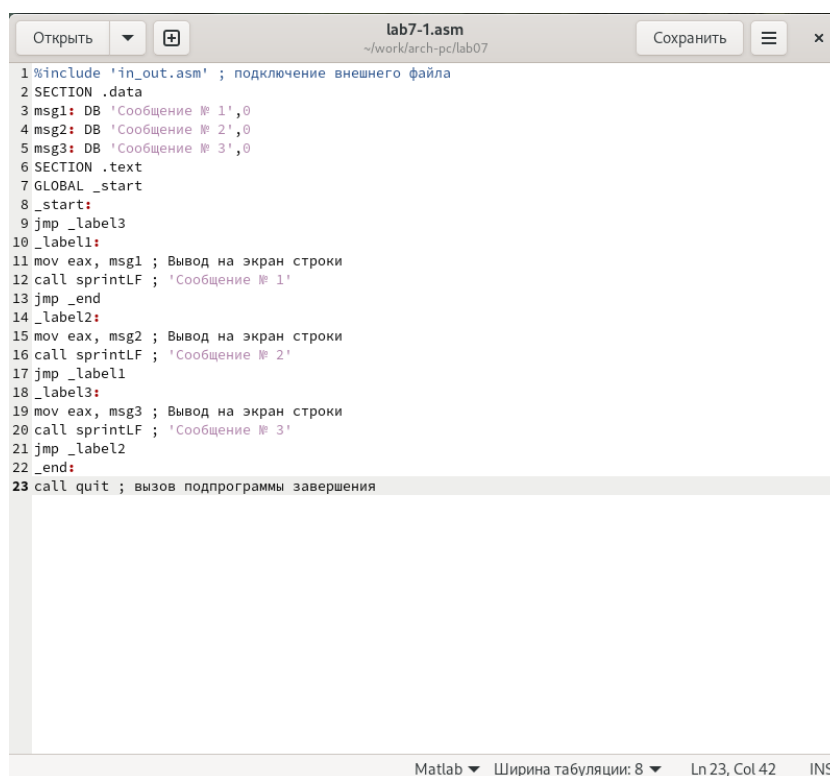 Открыть
lab7-1.asm
~/work/arch-pc/lab07
Сохранить
1 %include 'in_out.asm' ; подключение внешнего файла
2 SECTION .data
3 msg1: DB 'Сообщение № 1',0
4 msg2: DB 'Сообщение № 2',0
5 msg3: DB 'Сообщение № 3',0
6 SECTION .text
7 GLOBAL _start
8 _start:
9 jmp _label3
10 _label1:
11 mov eax, msg1 ; Вывод на экран строки
12 call sprintLF ; 'Сообщение № 1'
13 jmp _end
14 _label2:
15 mov eax, msg2 ; Вывод на экран строки
16 call sprintLF ; 'Сообщение № 2'
17 jmp _label1
18 _label3:
19 mov eax, msg3 ; Вывод на экран строки
20 call sprintLF ; 'Сообщение № 3'
21 jmp _label2
22 _end:
23 call quit ; вызов подпрограммы завершения
Matlab Ширина табуляции: 8 Ln 23, Col 42 INS